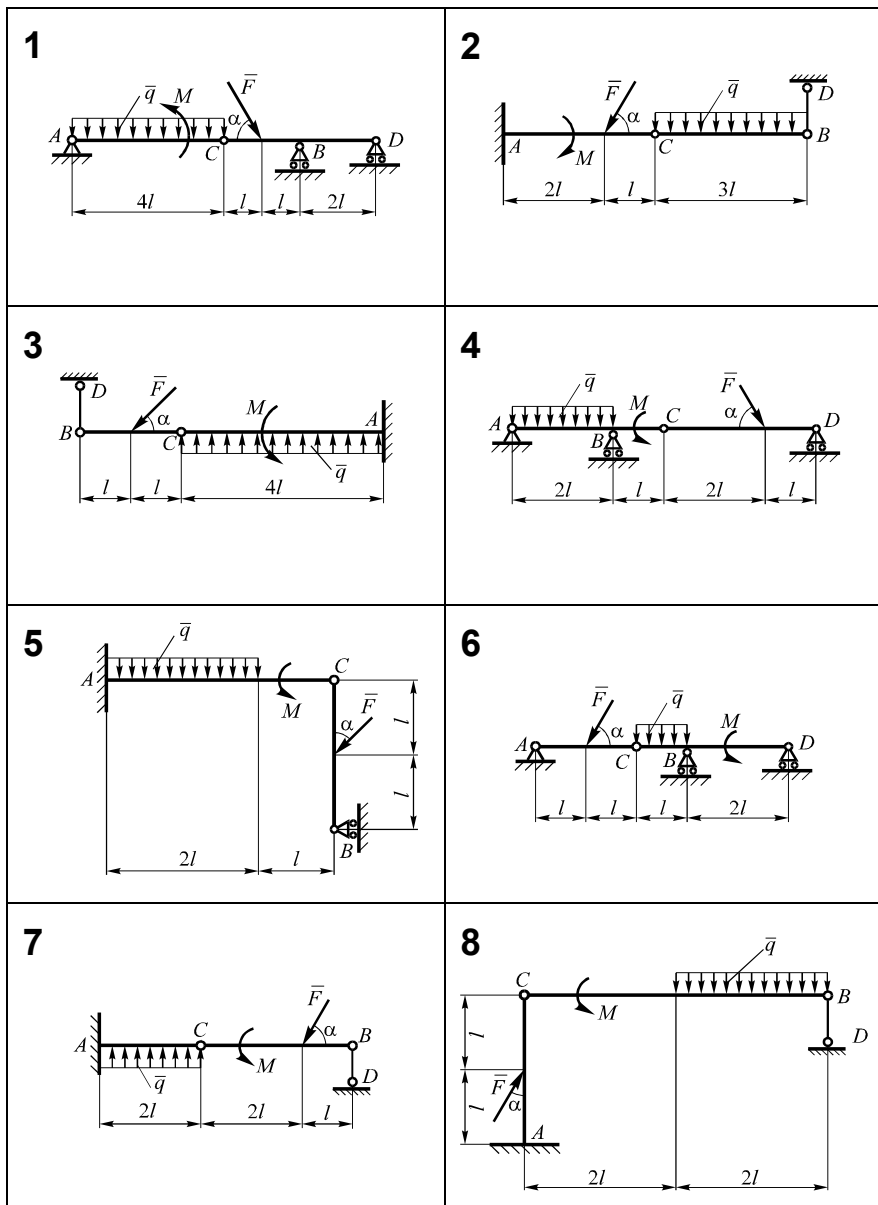 1
q̅ M F̅
A α D
C B
4l l l 2l
2
F̅ q̅ D
α
A M C B
2l l 3l
3
D F̅ M A
α
B C q̅
l l 4l
4
q̅ M C F̅
A α D
B
2l l 2l l
5
q̅ C
A M F̅ l
α
l
B
2l l
6
F̅ q̅ M
A α D
C B
l l l 2l
7
C F̅ B
A α
q̅ M D
2l 2l l
8
q̅
C B
M
l D
F̅
l α
A
2l 2l